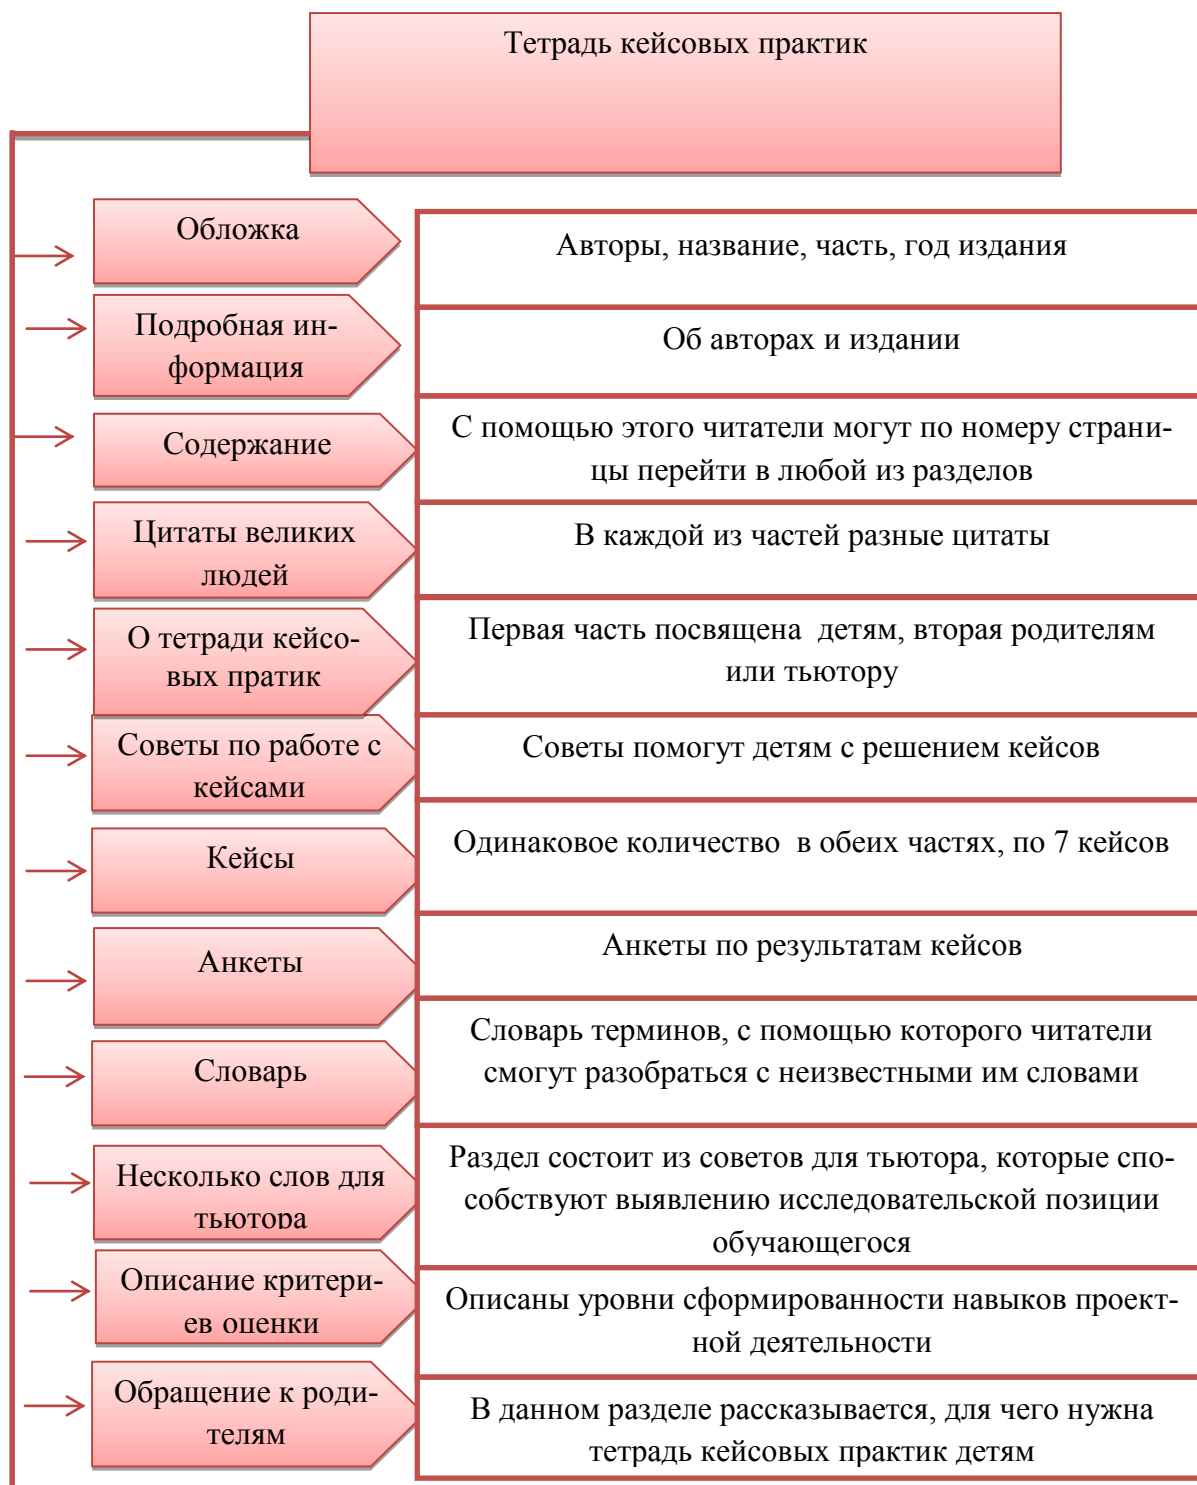 Тетрадь кейсовых практик
Обложка
Авторы, название, часть, год издания
Подробная ин-
формация
Об авторах и издании
Содержание
С помощью этого читатели могут по номеру страни-
цы перейти в любой из разделов
Цитаты великих
людей
В каждой из частей разные цитаты
О тетради кейсо-
вых пратик
Первая часть посвящена детям, вторая родителям
или тьютору
Советы по работе с
кейсами
Советы помогут детям с решением кейсов
Кейсы
Одинаковое количество в обеих частях, по 7 кейсов
Анкеты
Анкеты по результатам кейсов
Словарь
Словарь терминов, с помощью которого читатели
смогут разобраться с неизвестными им словами
Несколько слов для
тьютора
Раздел состоит из советов для тьютора, которые спо-
собствуют выявлению исследовательской позиции
обучающегося
Описание критери-
ев оценки
Описаны уровни сформированности навыков проект-
ной деятельности
Обращение к роди-
телям
В данном разделе рассказывается, для чего нужна
тетрадь кейсовых практик детям